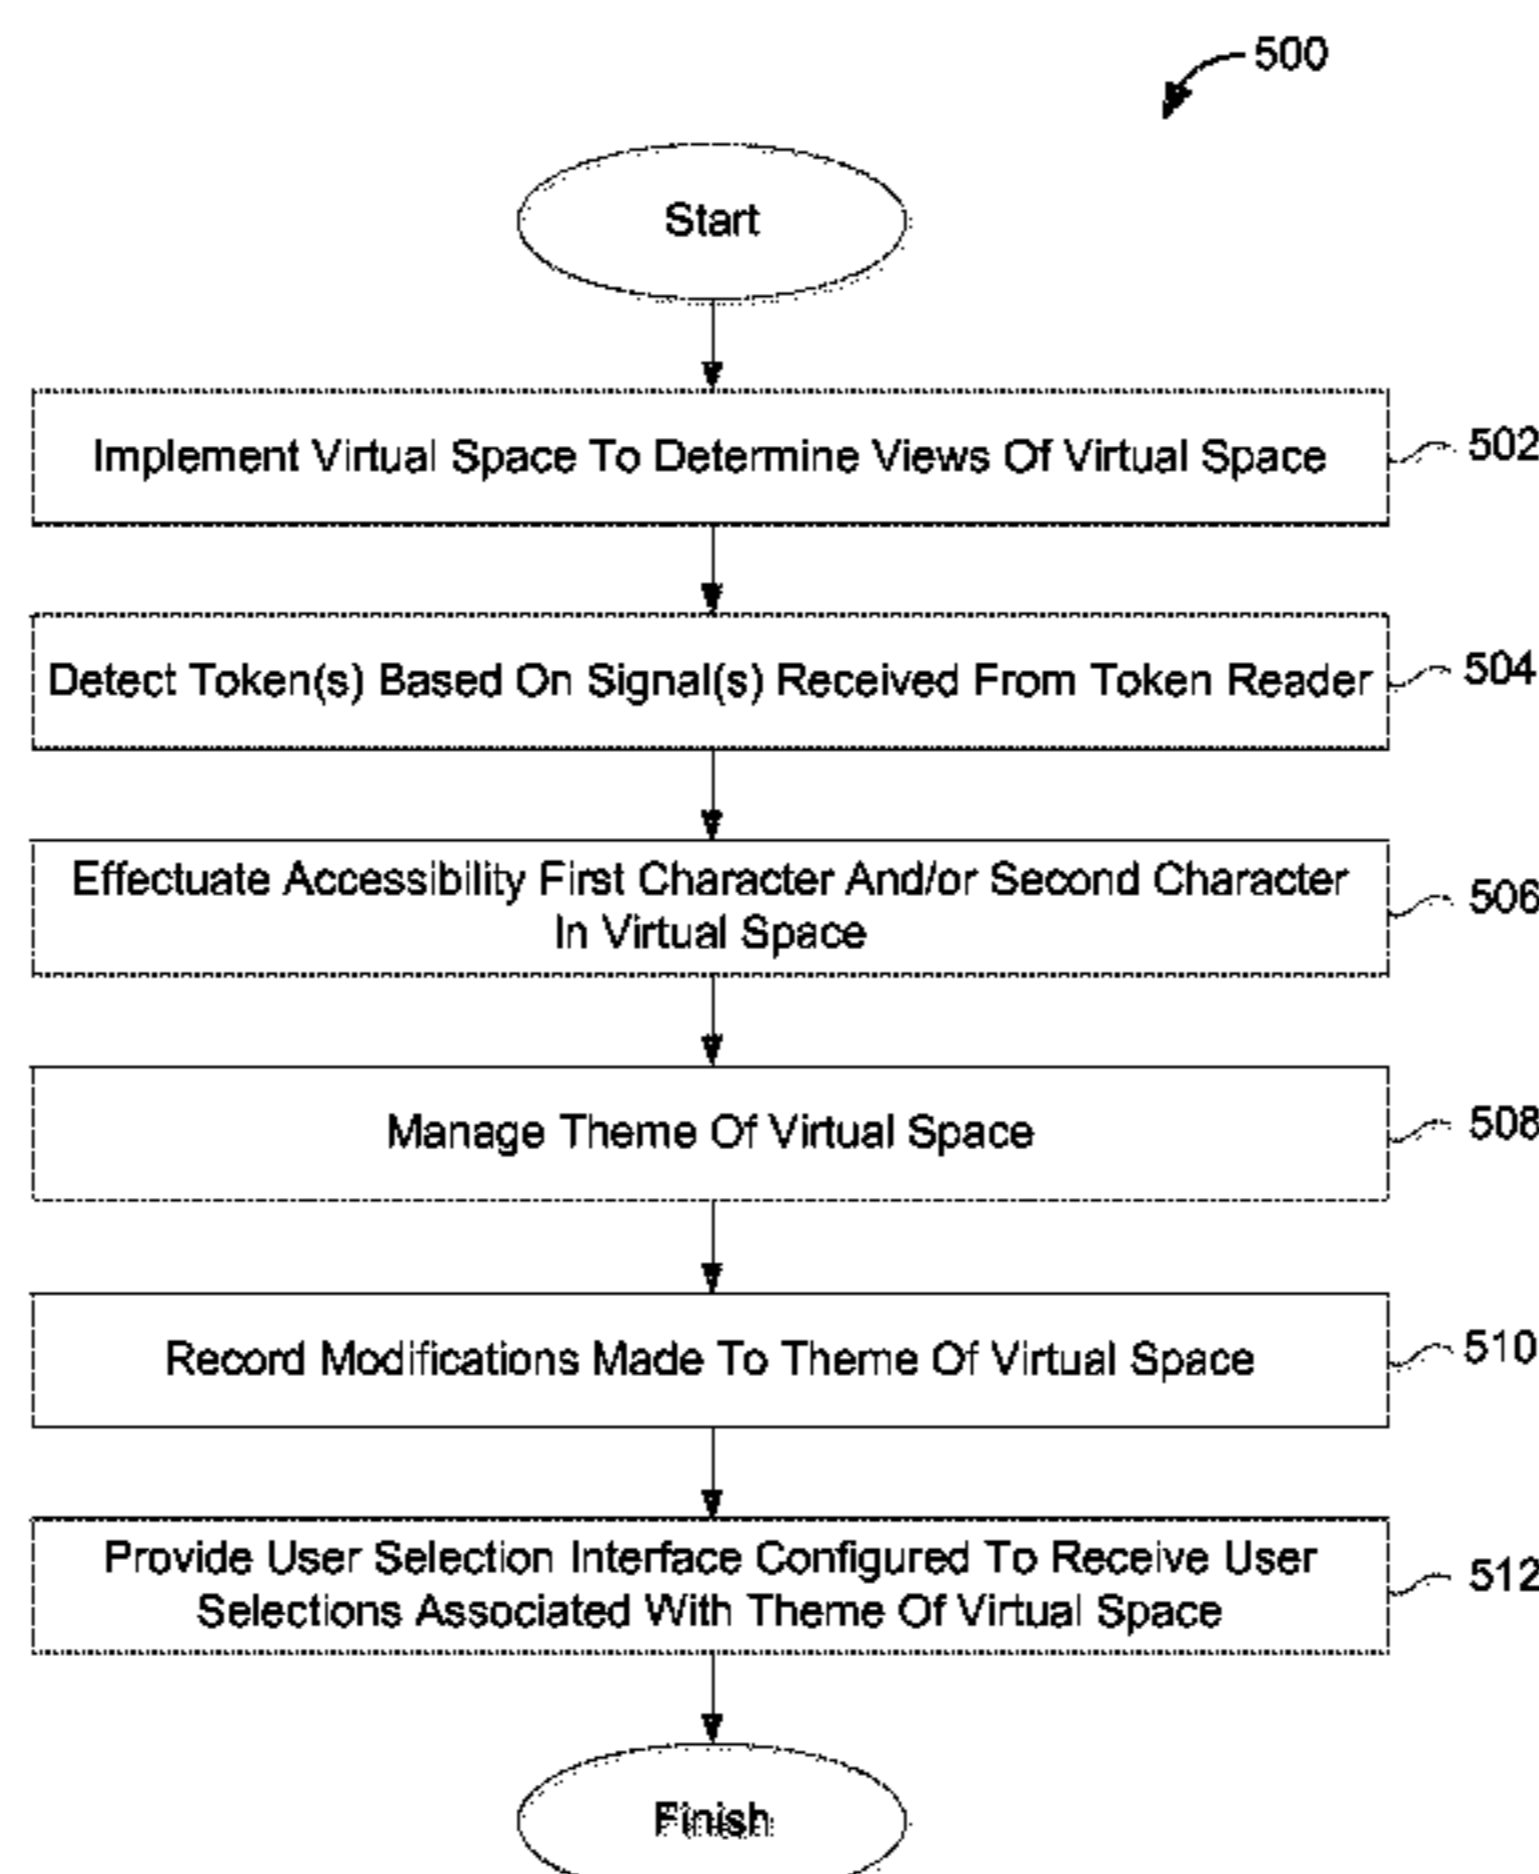 500
Start
Implement Virtual Space To Determine Views Of Virtual Space
502
Detect Token(s) Based On Signal(s) Received From Token Reader
504
Effectuate Accessibility First Character And/or Second Character
In Virtual Space
506
Manage Theme Of Virtual Space
508
Record Modifications Made To Theme Of Virtual Space
510
Provide User Selection Interface Configured To Receive User
Selections Associated With Theme Of Virtual Space
512
Finish